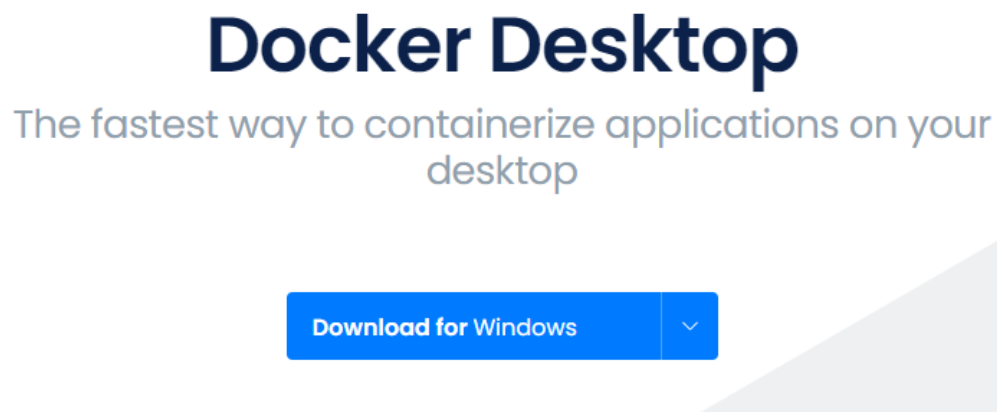 Docker Desktop
The fastest way to containerize applications on your
desktop
Download for Windows